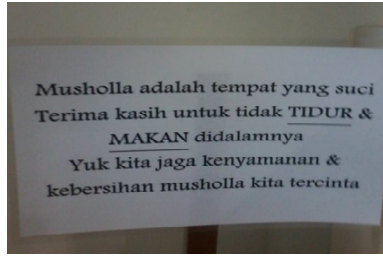 Musholla adalah tempat yang suci
Terima kasih untuk tidak TIDUR &
MAKAN didalamnya
Yuk kita jaga kenyamanan &
kebersihan musholla kita tercinta